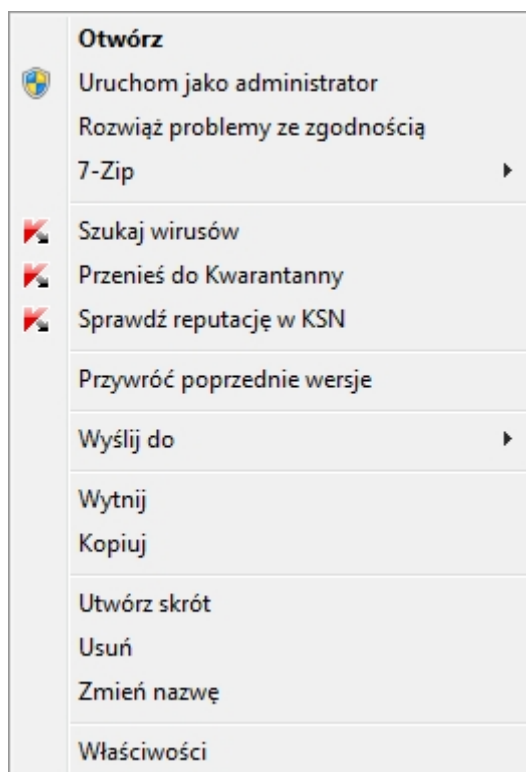 Otwórz
Uruchom jako administrator
Rozwiąż problemy ze zgodnością
7-Zip
Szukaj wirusów
Przenieś do Kwarantanny
Sprawdź reputację w KSN
Przywróć poprzednie wersje
Wyślij do
Wytnij
Kopiuj
Utwórz skrót
Usuń
Zmień nazwę
Właściwości